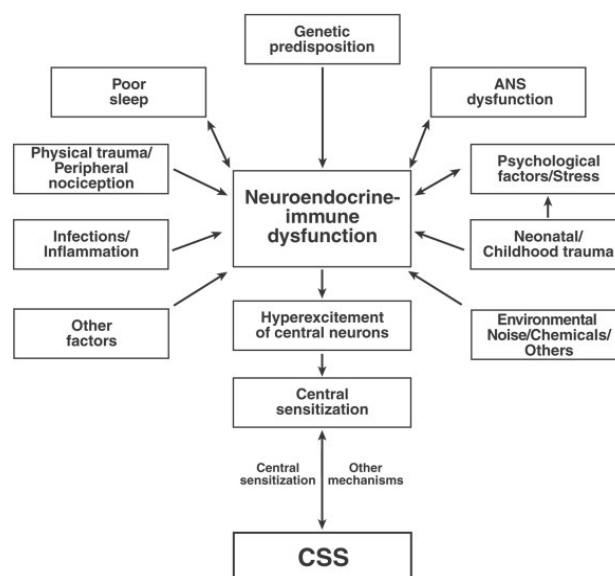 Genetic
predisposition
Poor
sleep
ANS
dysfunction
Physical trauma/
Peripheral
nociception
Neuroendocrine-
immune
dysfunction
Psychological
factors/Stress
Infections/
Inflammation
Neonatal/
Childhood trauma
Other
factors
Hyperexcitement
of central neurons
Environmental
Noise/Chemicals/
Others
Central
sensitization
Central
sensitization
Other
mechanisms
CSS